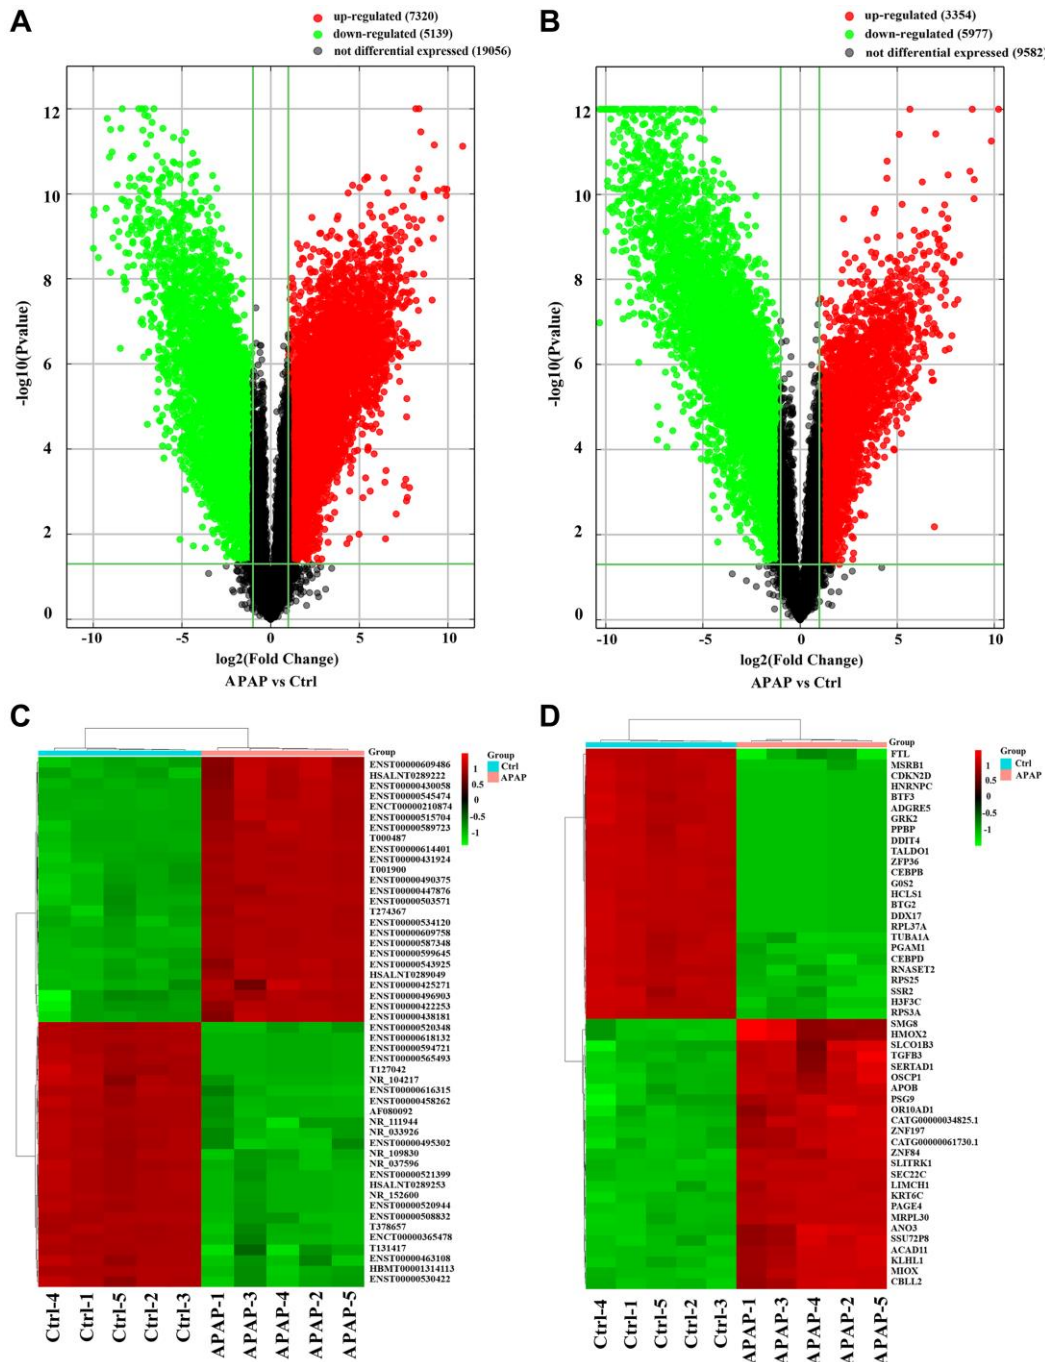 A
up-regulated (7320)
down-regulated (5139)
not differential expressed (19056)
12
10
8
6
4
2
0
-log10(Pvalue)
-10
-5
0
5
10
log2(Fold Change)
APAP vs Ctrl
B
up-regulated (3354)
down-regulated (5977)
not differential expressed (9582)
12
10
8
6
4
2
0
-log10(Pvalue)
-10
-5
0
5
10
log2(Fold Change)
APAP vs Ctrl
C
Group
ENST00000609486
HSALNT0289222
ENST00000430058
ENST00000545474
ENCT00000210874
ENST00000515704
ENST00000589723
T000487
ENST00000614401
ENST00000431924
T001900
ENST00000490375
ENST00000447876
ENST00000503571
T274367
ENST00000534120
ENST00000609758
ENST00000587348
ENST00000599645
ENST00000543925
HSALNT0289049
ENST00000425271
ENST00000496903
ENST00000422253
ENST00000438181
ENST00000520348
ENST00000618132
ENST00000594721
ENST00000565493
T127042
NR_104217
ENST00000616315
ENST00000458262
AF080092
NR_111944
NR_033926
ENST00000495302
NR_109830
NR_037596
ENST00000521399
HSALNT0289253
NR_152600
ENST00000520944
ENST00000508832
T378657
ENCT00000365478
T131417
ENST00000463108
HBMT00001314113
ENST00000530422
1
0.5
0
-0.5
-1
Group
Ctrl
APAP
Ctrl-4
Ctrl-1
Ctrl-5
Ctrl-2
Ctrl-3
APAP-1
APAP-3
APAP-4
APAP-2
APAP-5
D
Group
FTL
MSRB1
CDKN2D
HNRNPC
BTF3
ADGRE5
GRK2
PPBP
DDIT4
TALDO1
ZFP36
CEBPB
G0S2
HCLS1
BTG2
DDX17
RPL37A
TUBA1A
PGAM1
CEBPD
RNASET2
RPS25
SSR2
H3F3C
RPS3A
SMG8
HMOX2
SLCO1B3
TGFB3
SERTAD1
OSCP1
APOB
PSG9
OR10AD1
CATG00000034825.1
ZNF197
CATG00000061730.1
ZNF84
SLITRK1
SEC22C
LIMCH1
KRT6C
PAGE4
MRPL30
ANO3
SSU72P8
ACAD11
KLHL1
MIOX
CBLL2
1
0.5
0
-0.5
-1
Group
Ctrl
APAP
Ctrl-4
Ctrl-1
Ctrl-5
Ctrl-2
Ctrl-3
APAP-1
APAP-3
APAP-4
APAP-2
APAP-5